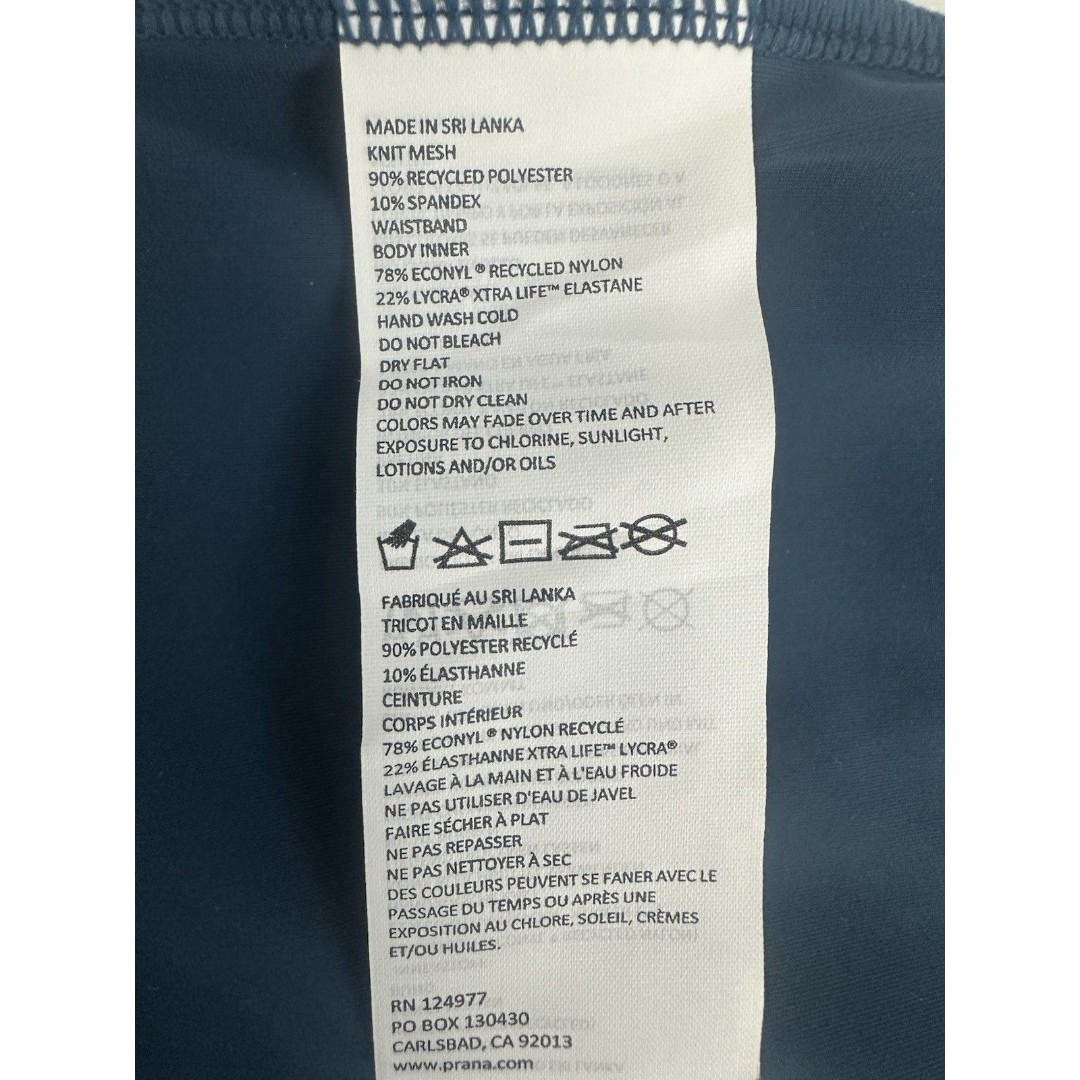 MADE IN SRI LANKA
KNIT MESH
90% RECYCLED POLYESTER
10% SPANDEX
WAISTBAND
BODY INNER
78% ECONYL® RECYCLED NYLON
22% LYCRA® XTRA LIFE™ ELASTANE
HAND WASH COLD
DO NOT BLEACH
DRY FLAT
DO NOT IRON
DO NOT DRY CLEAN
COLORS MAY FADE OVER TIME AND AFTER
EXPOSURE TO CHLORINE, SUNLIGHT,
LOTIONS AND/OR OILS
FABRIQUÉ AU SRI LANKA
TRICOT EN MAILLE
90% POLYESTER RECYCLÉ
10% ÉLASTHANNE
CEINTURE
CORPS INTÉRIEUR
78% ECONYL® NYLON RECYCLÉ
22% ÉLASTHANNE XTRA LIFE™ LYCRA®
LAVAGE À LA MAIN ET À L'EAU FROIDE
NE PAS UTILISER D'EAU DE JAVEL
FAIRE SÉCHER À PLAT
NE PAS REPASSER
NE PAS NETTOYER À SEC
DES COULEURS PEUVENT SE FANER AVEC LE
PASSAGE DU TEMPS OU APRÈS UNE
EXPOSITION AU CHLORE, SOLEIL, CRÈMES
ET/OU HUILES.
RN 124977
PO BOX 130430
CARLSBAD, CA 92013
www.prana.com